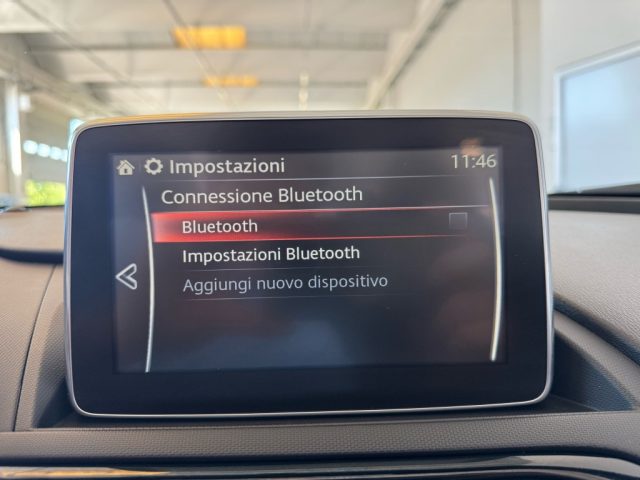 Impostazioni
11:46
Connessione Bluetooth
Bluetooth
Impostazioni Bluetooth
Aggiungi nuovo dispositivo